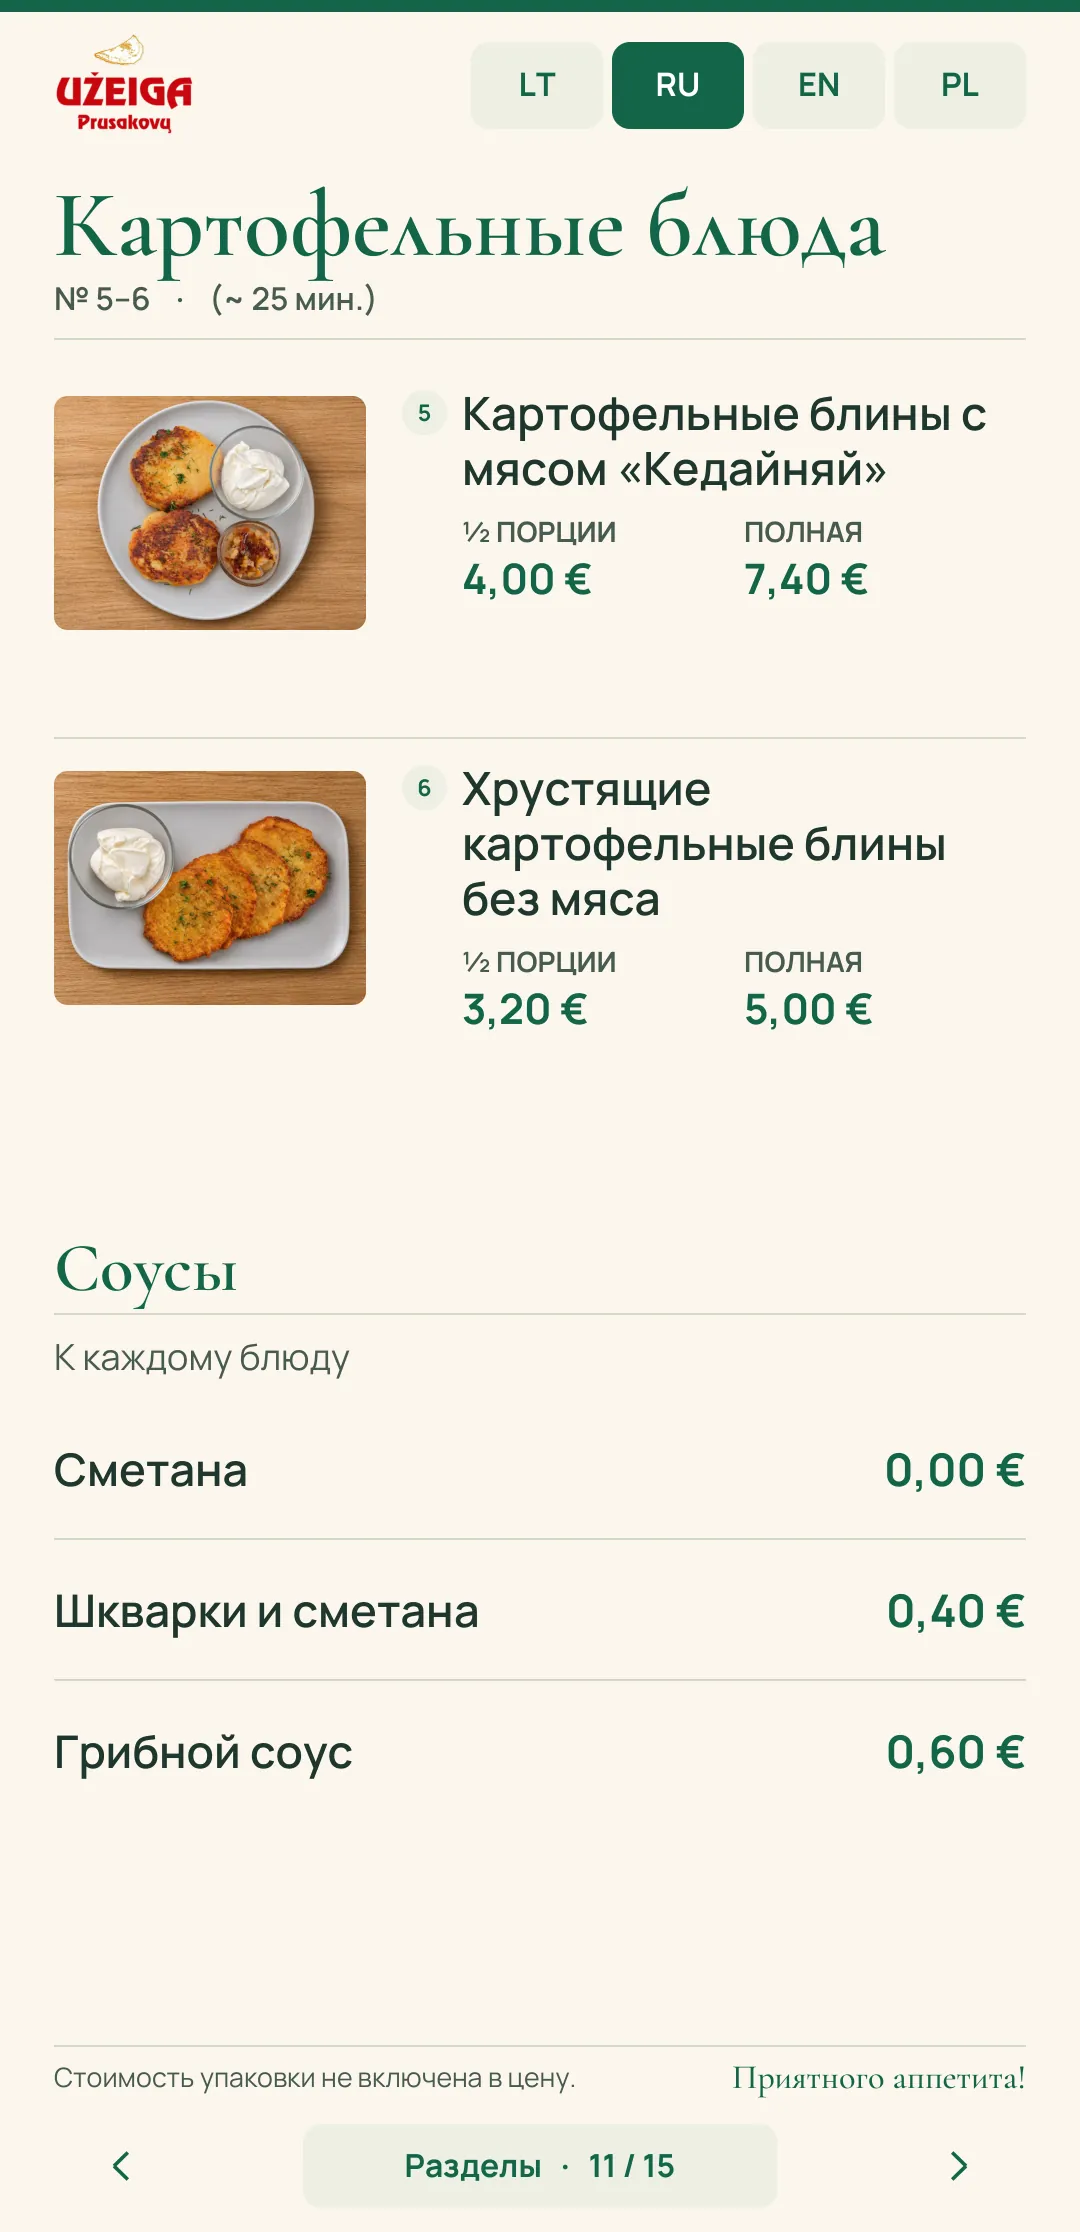 UŽEIGA
Prusakovų
LT RU EN PL
Картофельные блюда
№ 5–6 · (~ 25 мин.)
5 Картофельные блины с
мясом «Кедайняй»
½ ПОРЦИИ ПОЛНАЯ
4,00 € 7,40 €
6 Хрустящие
картофельные блины
без мяса
½ ПОРЦИИ ПОЛНАЯ
3,20 € 5,00 €
Соусы
К каждому блюду
Сметана 0,00 €
Шкварки и сметана 0,40 €
Грибной соус 0,60 €
Стоимость упаковки не включена в цену. Приятного аппетита!
Разделы · 11 / 15